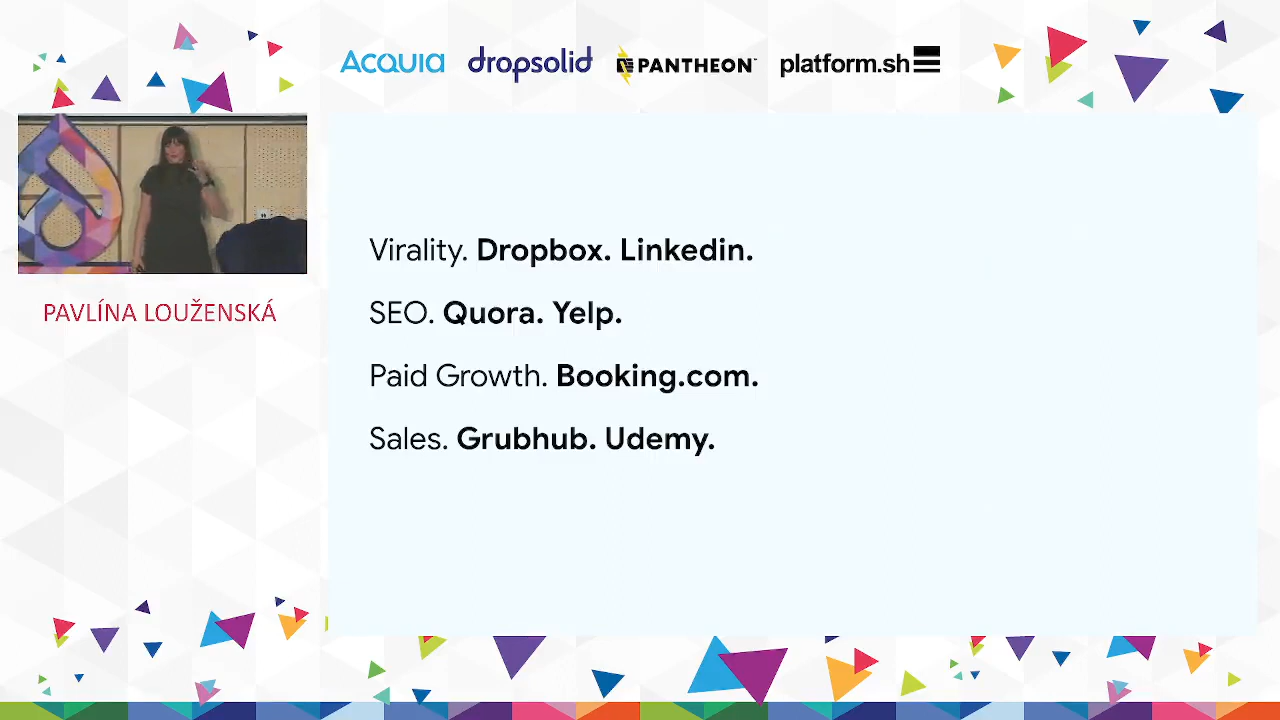 Acquia dropsolid PANTHEON platform.sh
PAVLÍNA LOUŽENSKÁ
Virality. Dropbox. Linkedin.
SEO. Quora. Yelp.
Paid Growth. Booking.com.
Sales. Grubhub. Udemy.